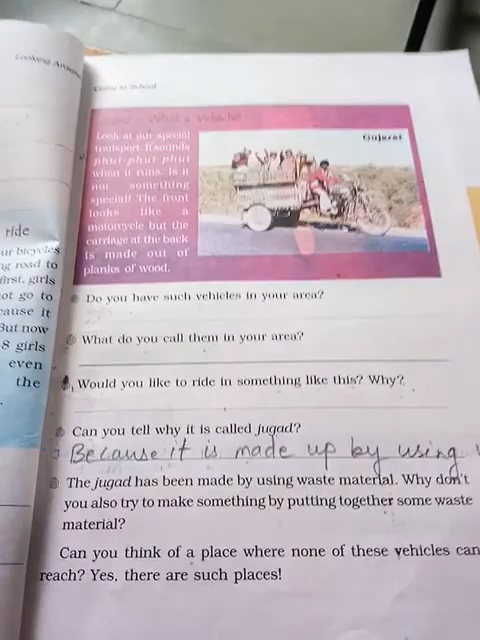 Looking Around
Going to School
Jugad – What a Vehicle!
Look at our special
transport. It sounds
phut-phut-phut
when it runs. Is it
not something
special! The front
looks like a
motorcycle but the
carriage at the back
is made out of
planks of wood.
Gujarat
Do you have such vehicles in your area?
What do you call them in your area?
Would you like to ride in something like this? Why?
Can you tell why it is called jugad?
Because it is made up by using
The jugad has been made by using waste material. Why don't
you also try to make something by putting together some waste
material?
Can you think of a place where none of these vehicles can
reach? Yes, there are such places!
ride
ur bicycles
ng road to
first, girls
ot go to
cause it
But now
8 girls
even
the